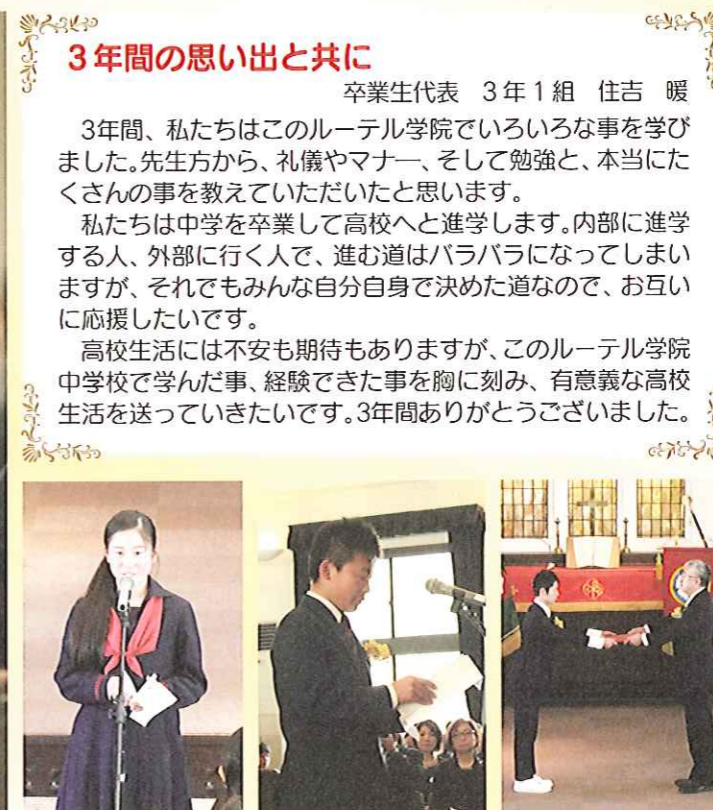 3年間の思い出と共に
卒業生代表 3年1組 住吉 暖
3年間、私たちはこのルーテル学院でいろいろな事を学び
ました。先生方から、礼儀やマナー、そして勉強と、本当にた
くさんの事を教えていただいたと思います。
私たちは中学を卒業して高校へと進学します。内部に進学
する人、外部に行く人で、進む道はバラバラになってしまい
ますが、それでもみんな自分自身で決めた道なので、お互い
に応援したいです。
高校生活には不安も期待もありますが、このルーテル学院
中学校で学んだ事、経験できた事を胸に刻み、有意義な高校
生活を送っていきたいです。3年間ありがとうございました。